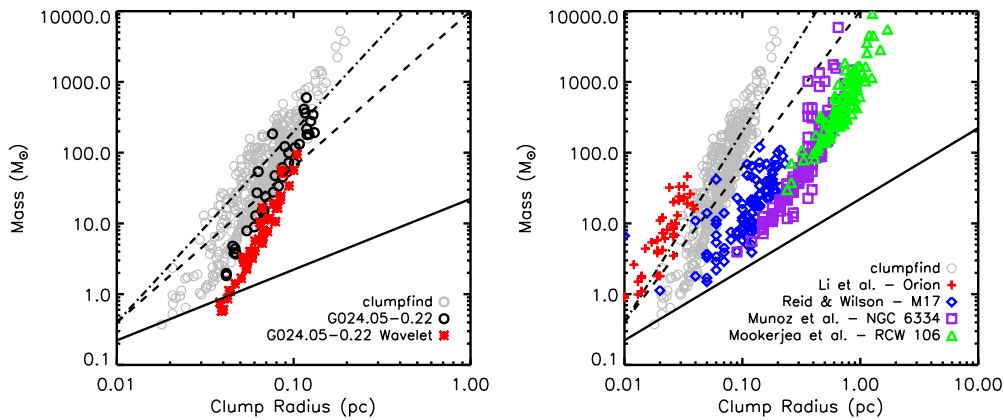 10000.0
1000.0
100.0
10.0
1.0
0.1
Mass (M⊙)
clumpfind
G024.05-0.22
G024.05-0.22 Wavelet
0.01
0.10
1.00
Clump Radius (pc)
10000.0
1000.0
100.0
10.0
1.0
0.1
Mass (M⊙)
clumpfind
Li et al. - Orion
Reid & Wilson - M17
Munoz et al. - NGC 6334
Mookerjea et al. - RCW 106
0.01
0.10
1.00
10.00
Clump Radius (pc)